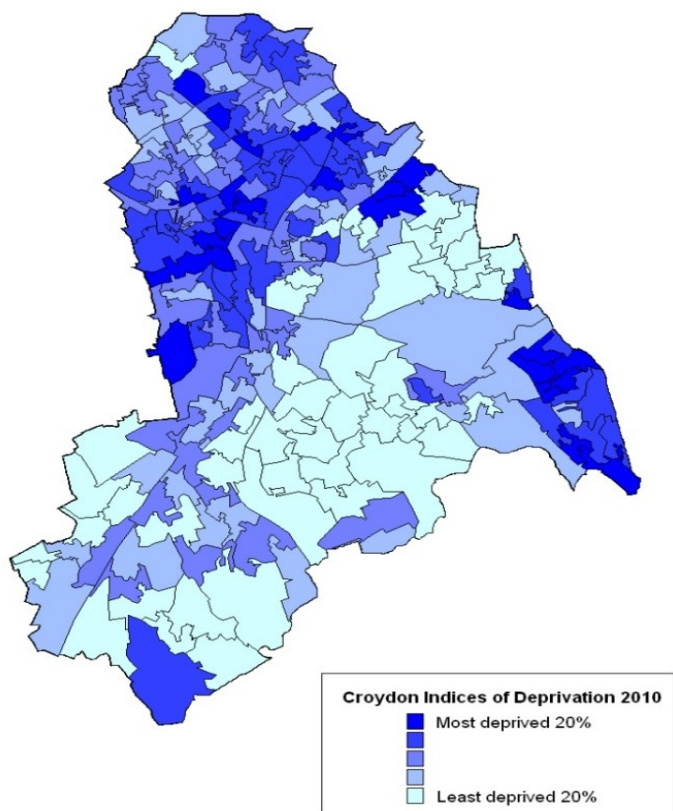 Croydon Indices of Deprivation 2010
Most deprived 20%
Least deprived 20%